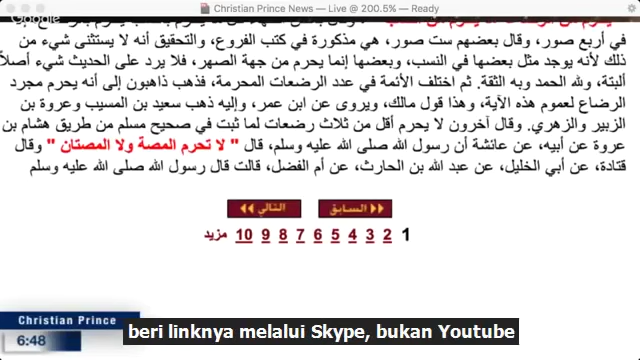 Christian Prince News — Live @ 200.5% — Ready
Google
Youtube
في أربع صور، وقال بعضهم ست صور، هي مذكورة في كتب الفروع، والتحقيق أنه لا يستثنى شيء من
ذلك لأنه يوجد مثل بعضها في النسب، وبعضها إنما يحرم من جهة الصهر، فلا يرد على الحديث شيء أصلاً
ألبتة، ولله الحمد وبه الثقة. ثم اختلف الأئمة في عدد الرضعات المحرمة، فذهب ذاهبون إلى أنه يحرم مجرد
الرضاع لعموم هذه الآية، وهذا قول مالك، ويروى عن ابن عمر، وإليه ذهب سعيد بن المسيب وعروة بن
الزبير والزهري. وقال آخرون لا يحرم أقل من ثلاث رضعات لما ثبت في صحيح مسلم من طريق هشام بن
عروة عن أبيه، عن عائشة أن رسول الله صلى الله عليه وسلم، قال " لا تحرم المصة ولا المصتان " وقال
قتادة، عن أبي الخليل، عن عبد الله بن الحارث، عن أم الفضل، قالت قال رسول الله صلى الله عليه وسلم
السابق التالي
1 2 3 4 5 6 7 8 9 10 مزيد
Christian Prince
6:48
beri linknya melalui Skype, bukan Youtube